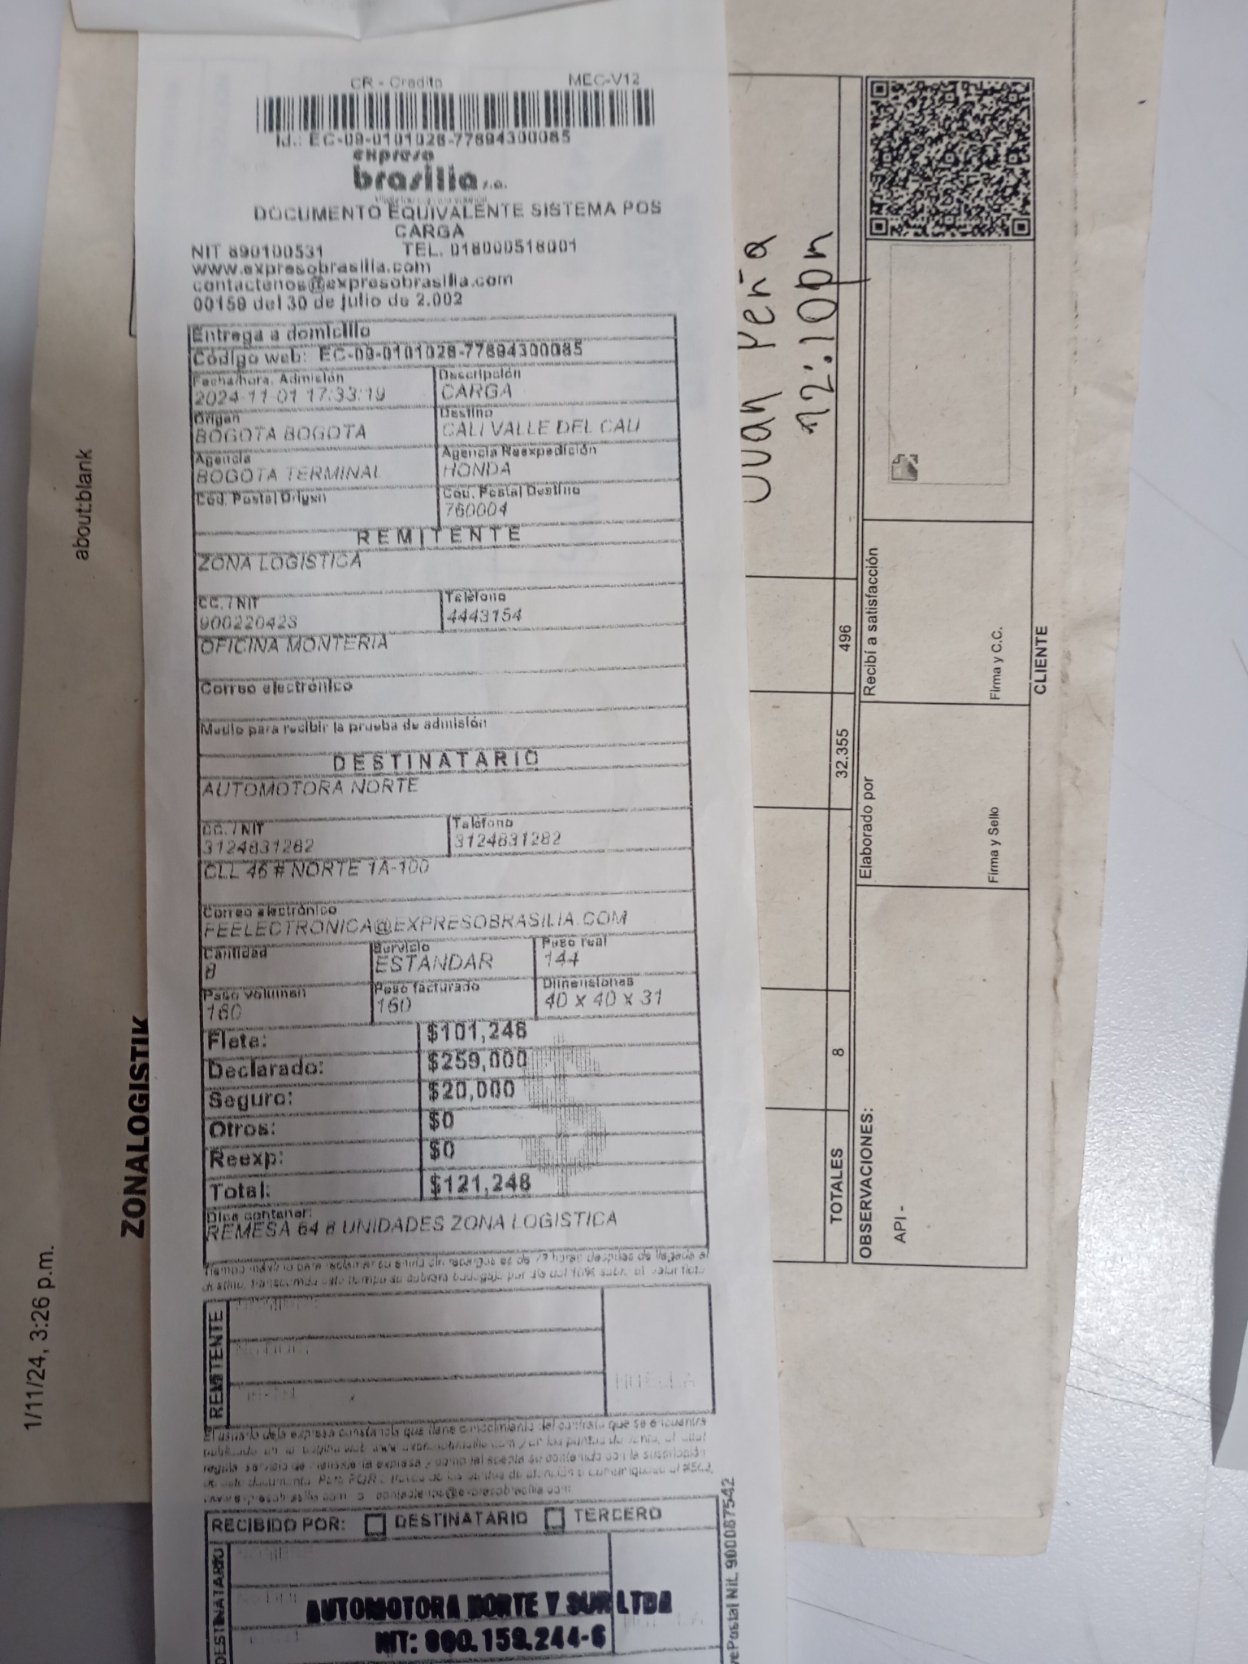 CR - Credito MEC-V12
Id.: EC-09-0101028-77694300085
expreso
brasilia s.a.
DOCUMENTO EQUIVALENTE SISTEMA POS
CARGA
NIT 890100531 TEL. 018000518001
www.expresobrasilia.com
contactenos@expresobrasilia.com
00159 del 30 de julio de 2.002
Entrega a domicilio
Código web: EC-09-0101028-77694300085
Fecha/hora. Admisión Descripción
2024-11-01 17:33:19 CARGA
Origen Destino
BOGOTA BOGOTA CALI VALLE DEL CAU
Agencia Agencia Reexpedición
BOGOTA TERMINAL HONDA
Cód. Postal Origen Cod. Postal Destino
760004
REMITENTE
ZONA LOGISTICA
CC. / NIT Teléfono
900220423 4443154
OFICINA MONTERIA
Correo electrónico
Medio para recibir la prueba de admisión
DESTINATARIO
AUTOMOTORA NORTE
CC. / NIT Teléfono
3124831282 3124831282
CLL 46 # NORTE 1A-100
Correo electrónico
FEELECTRONICA@EXPRESOBRASILIA.COM
Cantidad Servicio Peso real
8 ESTANDAR 144
Peso volumen Peso facturado Dimensiones
160 160 40 x 40 x 31
Flete: $101,248
Declarado: $259,000
Seguro: $20,000
Otros: $0
Reexp: $0
Total: $121,248
Dice contener:
REMESA 64 8 UNIDADES ZONA LOGISTICA
REMITENTE
RECIBIDO POR: DESTINATARIO TERCERO
DESTINATARIO
AUTOMOTORA NORTE Y SUR LTDA
NIT: 900.159.244-6
vePostal Nit. 900087542
1/11/24, 3:26 p.m.
about:blank
ZONALOGISTIK
Juan Peña
12:10pm
TOTALES 8 32.355 496
OBSERVACIONES:
API -
Elaborado por
Firma y Sello
Recibí a satisfacción
Firma y C.C.
CLIENTE